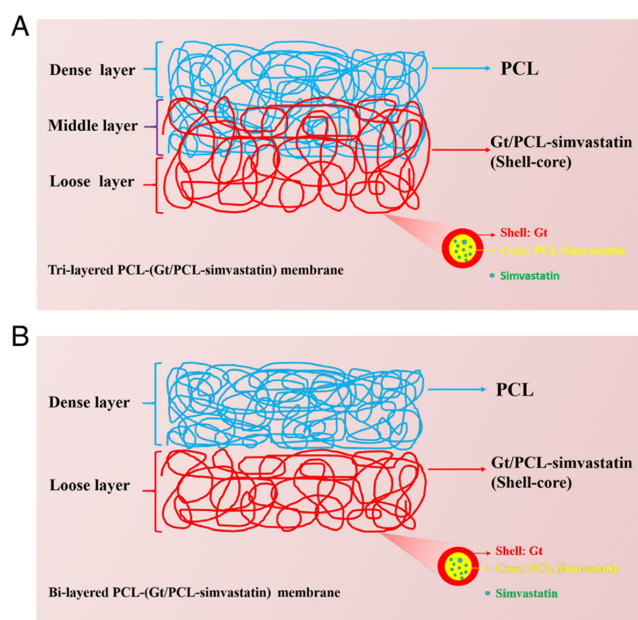 A
Dense layer
PCL
Middle layer
Gt/PCL-simvastatin
(Shell-core)
Loose layer
Shell: Gt
Core: PCL-Simvastatin
Simvastatin
Tri-layered PCL-(Gt/PCL-simvastatin) membrane
B
Dense layer
PCL
Loose layer
Gt/PCL-simvastatin
(Shell-core)
Shell: Gt
Core: PCL-Simvastatin
Simvastatin
Bi-layered PCL-(Gt/PCL-simvastatin) membrane